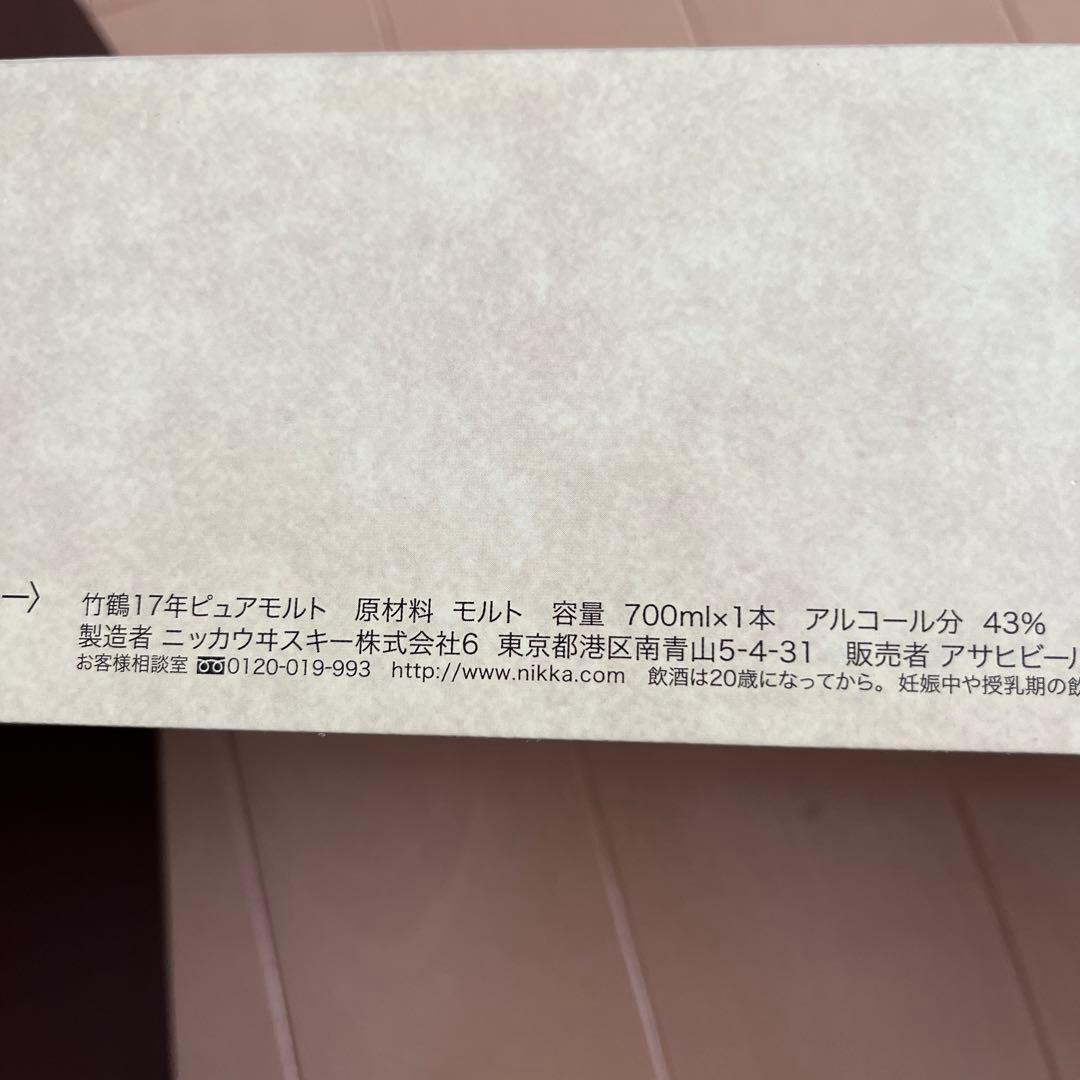 ー〉
竹鶴17年ピュアモルト 原材料 モルト 容量 700ml×1本 アルコール分 43%
製造者 ニッカウヰスキー株式会社6 東京都港区南青山5-4-31 販売者 アサヒビール
お客様相談室 0120-019-993 http://www.nikka.com 飲酒は20歳になってから。妊娠中や授乳期の飲